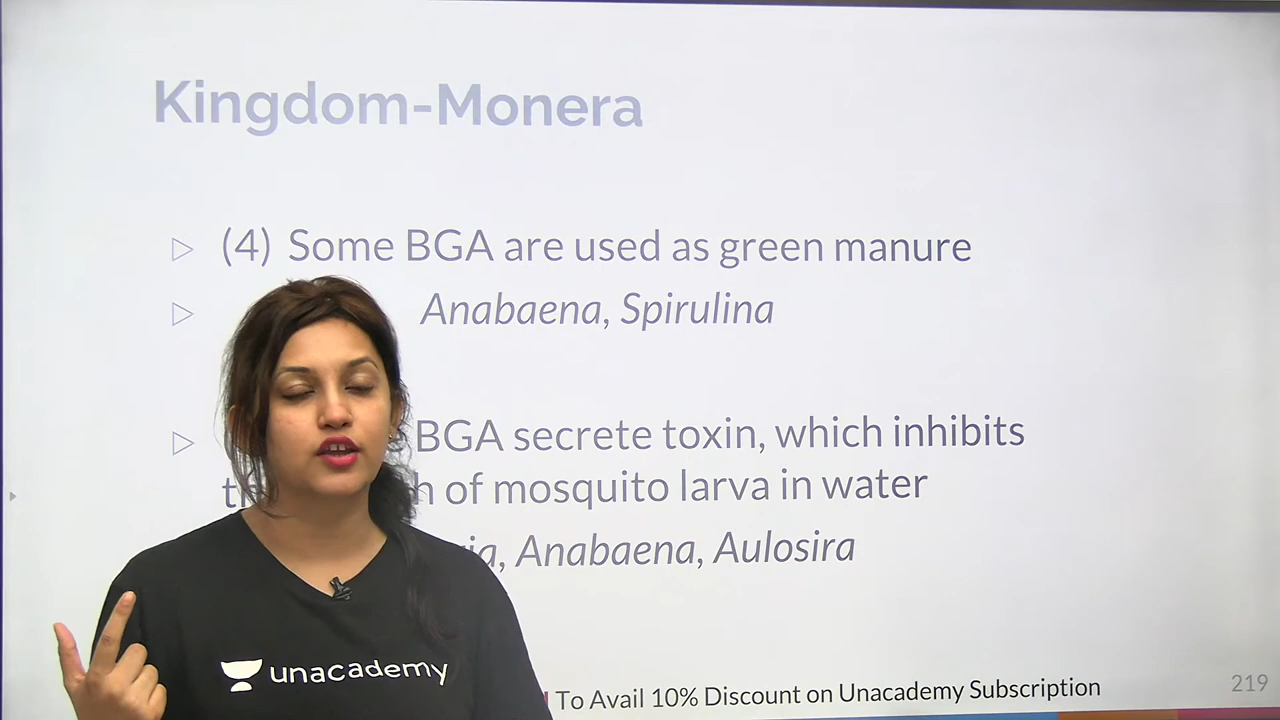 Kingdom-Monera
(4) Some BGA are used as green manure
Anabaena, Spirulina
BGA secrete toxin, which inhibits
of mosquito larva in water
Anabaena, Aulosira
unacademy
To Avail 10% Discount on Unacademy Subscription
219